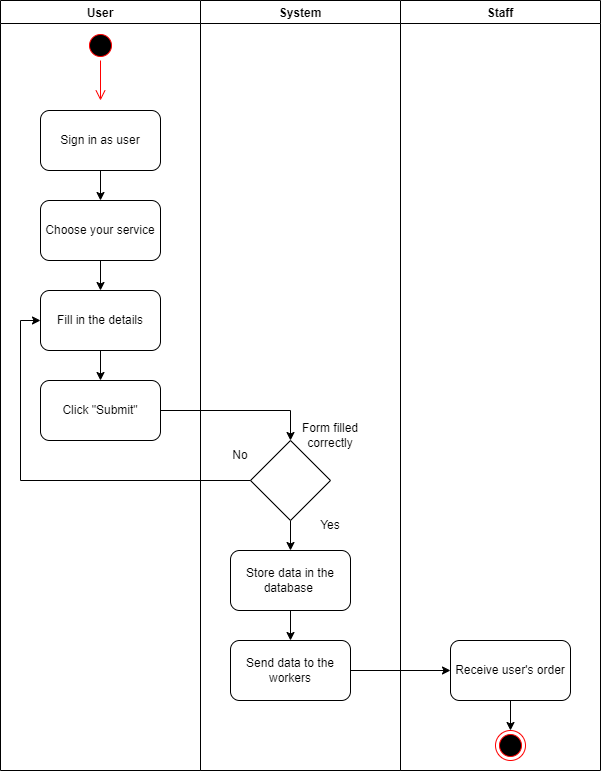 User
System
Staff
Sign in as user
Choose your service
Fill in the details
Click "Submit"
Form filled
correctly
No
Yes
Store data in the
database
Send data to the
workers
Receive user's order